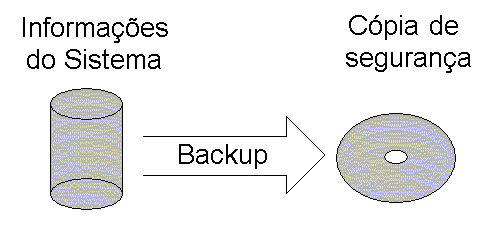 Informações
do Sistema
Cópia de
segurança
Backup